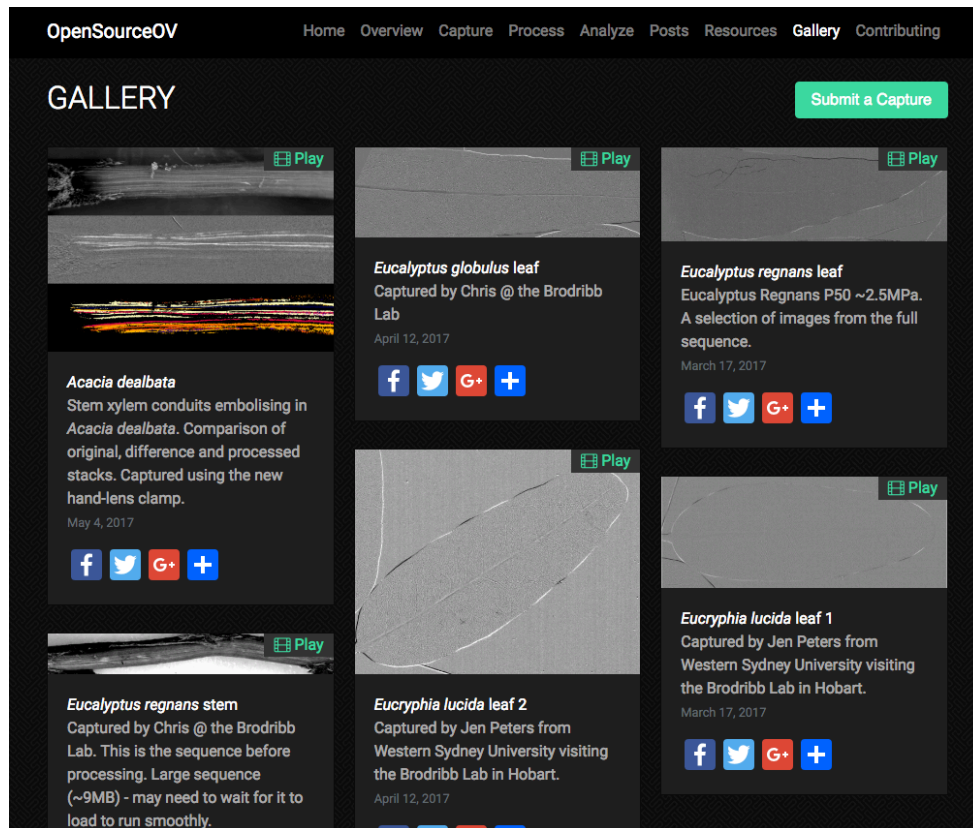 OpenSourceOV
Home Overview Capture Process Analyze Posts Resources Gallery Contributing
GALLERY
Submit a Capture
Play
Acacia dealbata
Stem xylem conduits embolising in
Acacia dealbata. Comparison of
original, difference and processed
stacks. Captured using the new
hand-lens clamp.
May 4, 2017
f
G+
Play
Eucalyptus regnans stem
Captured by Chris @ the Brodribb
Lab. This is the sequence before
processing. Large sequence
(~9MB) - may need to wait for it to
load to run smoothly.
Play
Eucalyptus globulus leaf
Captured by Chris @ the Brodribb
Lab
April 12, 2017
f
G+
Play
Eucryphia lucida leaf 2
Captured by Jen Peters from
Western Sydney University visiting
the Brodribb Lab in Hobart.
April 12, 2017
Play
Eucalyptus regnans leaf
Eucalyptus Regnans P50 ~2.5MPa.
A selection of images from the full
sequence.
March 17, 2017
f
G+
Play
Eucryphia lucida leaf 1
Captured by Jen Peters from
Western Sydney University visiting
the Brodribb Lab in Hobart.
March 17, 2017
f
G+